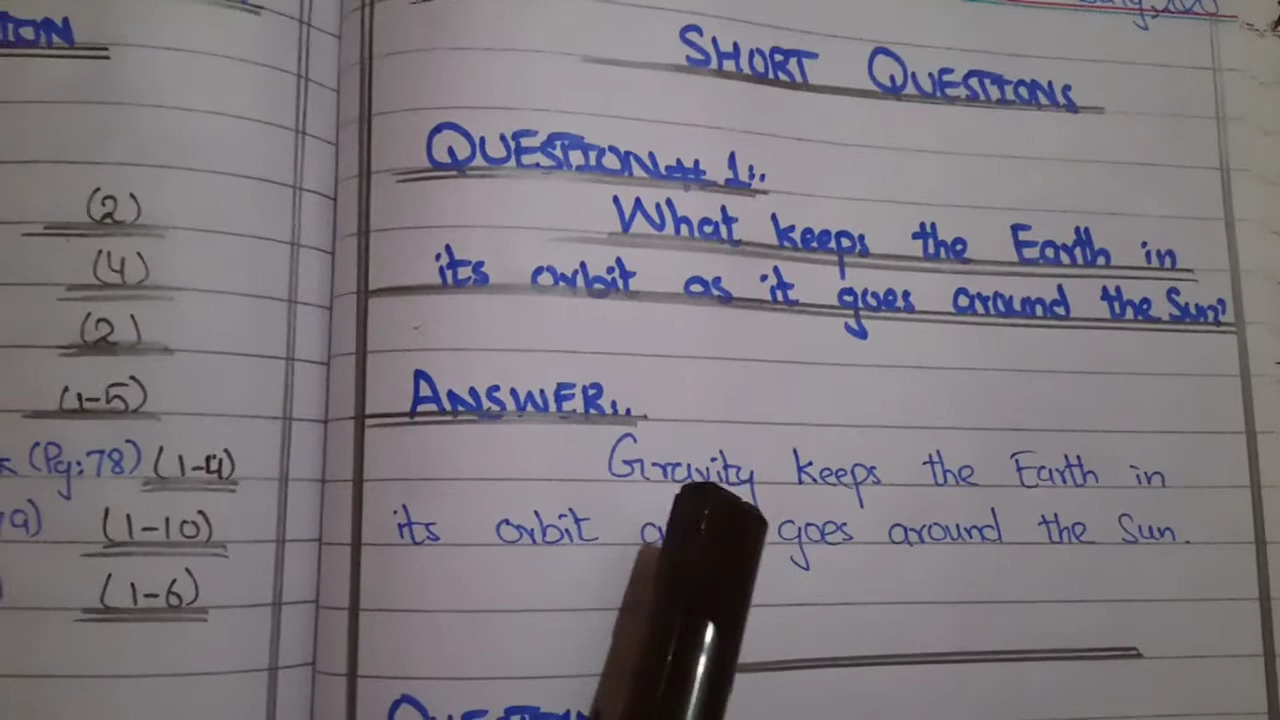 (2)
(4)
(2)
(1-5)
(Pg:78) (1-4)
(1-10)
(1-6)
SHORT QUESTIONS
QUESTION# 1:.
What keeps the Earth in
its orbit as it goes around the Sun?
ANSWER:.
Gravity keeps the Earth in
its orbit goes around the Sun.